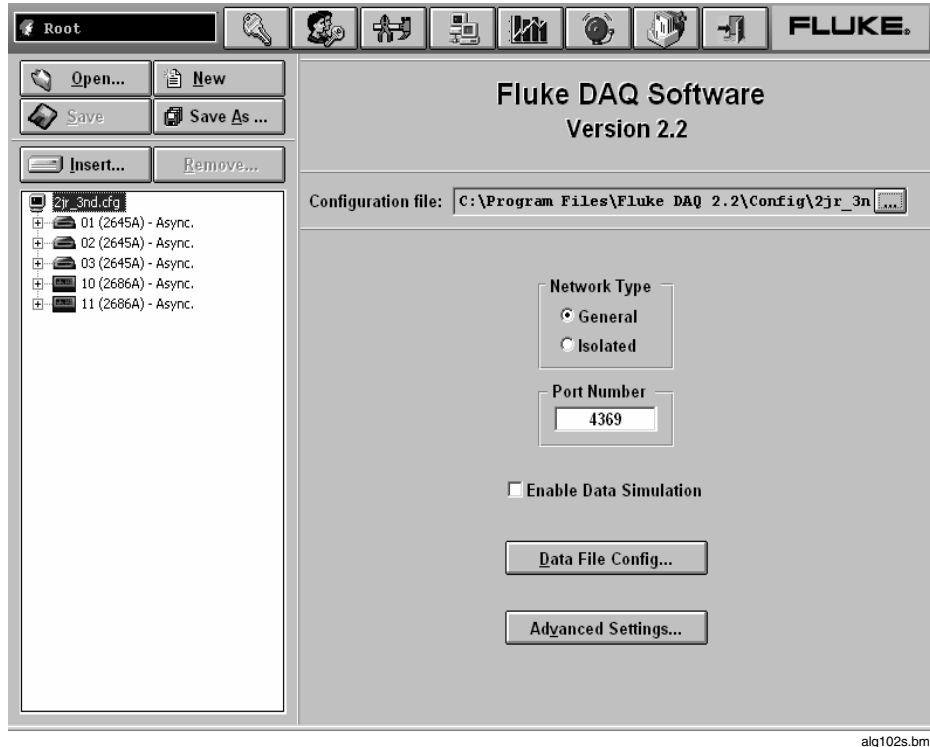 Root
FLUKE®
Open...
New
Save
Save As ...
Insert...
Remove...
2jr_3nd.cfg
01 (2645A) - Async.
02 (2645A) - Async.
03 (2645A) - Async.
10 (2686A) - Async.
11 (2686A) - Async.
Fluke DAQ Software
Version 2.2
Configuration file: C:\Program Files\Fluke DAQ 2.2\Config\2jr_3n ...
Network Type
General
Isolated
Port Number
4369
Enable Data Simulation
Data File Config...
Advanced Settings...
alg102s.bm